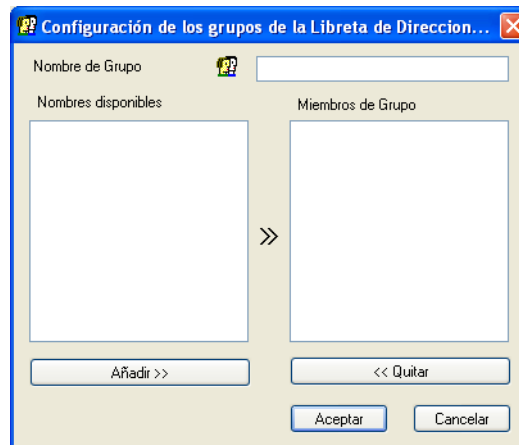 Configuración de los grupos de la Libreta de Direccion...
Nombre de Grupo
Nombres disponibles
Miembros de Grupo
>>
Añadir >>
<< Quitar
Aceptar
Cancelar